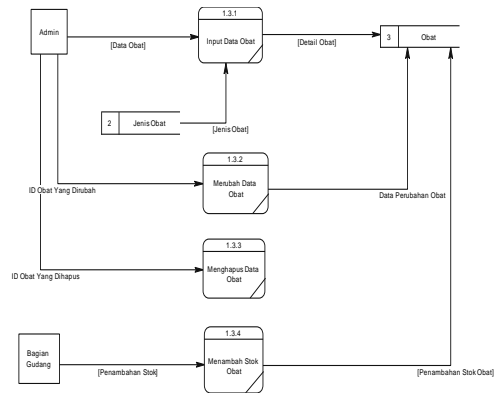 1.3.1
Admin
Input Data Obat
3 Obat
[Data Obat]
[Detail Obat]
2 Jenis Obat
[Jenis Obat]
1.3.2
Merubah Data
Obat
ID Obat Yang Dirubah
Data Perubahan Obat
1.3.3
Menghapus Data
Obat
ID Obat Yang Dihapus
1.3.4
Bagian
Gudang
Menambah Stok
Obat
[Penambahan Stok]
[Penambahan Stok Obat]